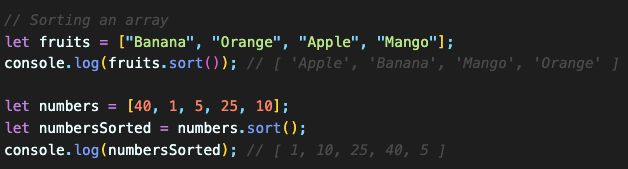 // Sorting an array
let fruits = ["Banana", "Orange", "Apple", "Mango"];
console.log(fruits.sort()); // [ 'Apple', 'Banana', 'Mango', 'Orange' ]
let numbers = [40, 1, 5, 25, 10];
let numbersSorted = numbers.sort();
console.log(numbersSorted); // [ 1, 10, 25, 40, 5 ]